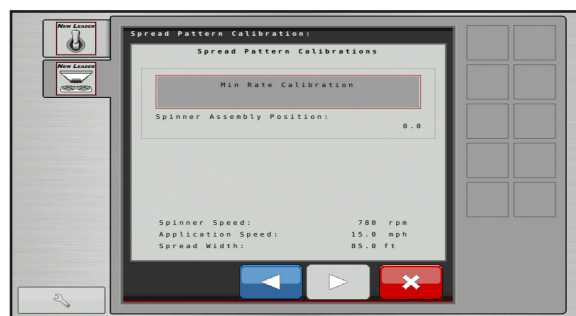 New Leader
New Leader
Spread Pattern Calibration:
Spread Pattern Calibrations
Min Rate Calibration
Spinner Assembly Position:
0.0
Spinner Speed: 780 rpm
Application Speed: 15.0 mph
Spread Width: 85.0 ft